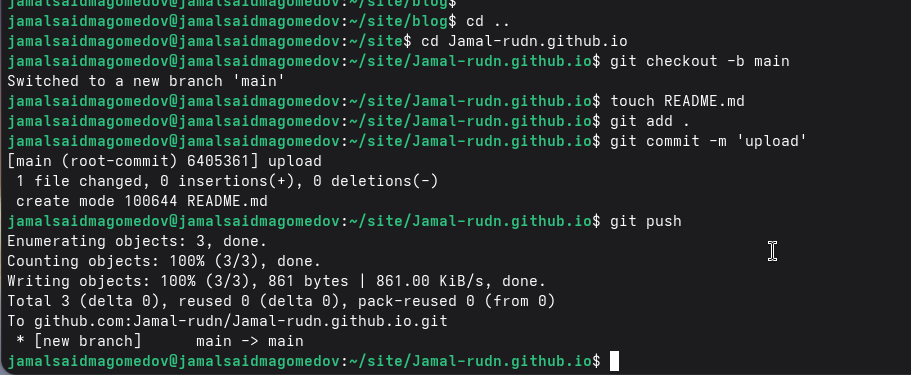 jamalsaidmagomedov@jamalsaidmagomedov:~/site/blog$
jamalsaidmagomedov@jamalsaidmagomedov:~/site/blog$ cd ..
jamalsaidmagomedov@jamalsaidmagomedov:~/site$ cd Jamal-rudn.github.io
jamalsaidmagomedov@jamalsaidmagomedov:~/site/Jamal-rudn.github.io$ git checkout -b main
Switched to a new branch 'main'
jamalsaidmagomedov@jamalsaidmagomedov:~/site/Jamal-rudn.github.io$ touch README.md
jamalsaidmagomedov@jamalsaidmagomedov:~/site/Jamal-rudn.github.io$ git add .
jamalsaidmagomedov@jamalsaidmagomedov:~/site/Jamal-rudn.github.io$ git commit -m 'upload'
[main (root-commit) 6405361] upload
 1 file changed, 0 insertions(+), 0 deletions(-)
 create mode 100644 README.md
jamalsaidmagomedov@jamalsaidmagomedov:~/site/Jamal-rudn.github.io$ git push
Enumerating objects: 3, done.
Counting objects: 100% (3/3), done.
Writing objects: 100% (3/3), 861 bytes | 861.00 KiB/s, done.
Total 3 (delta 0), reused 0 (delta 0), pack-reused 0 (from 0)
To github.com:Jamal-rudn/Jamal-rudn.github.io.git
 * [new branch]      main -> main
jamalsaidmagomedov@jamalsaidmagomedov:~/site/Jamal-rudn.github.io$